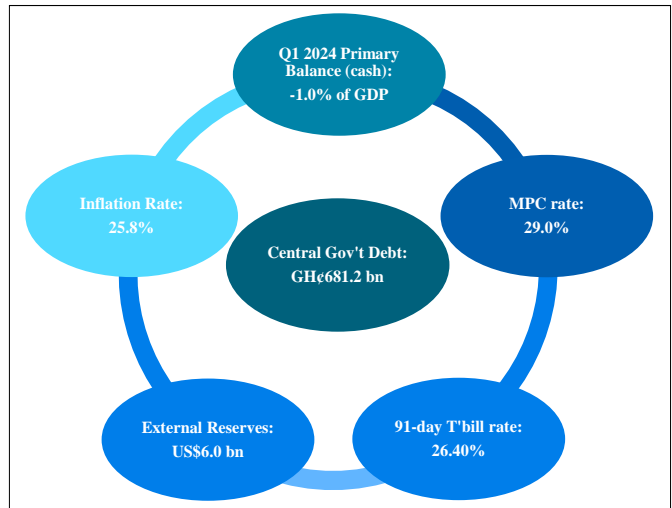 Q1 2024 Primary
Balance (cash):
-1.0% of GDP
Inflation Rate:
25.8%
MPC rate:
29.0%
Central Gov't Debt:
GH¢681.2 bn
External Reserves:
US$6.0 bn
91-day T'bill rate:
26.40%